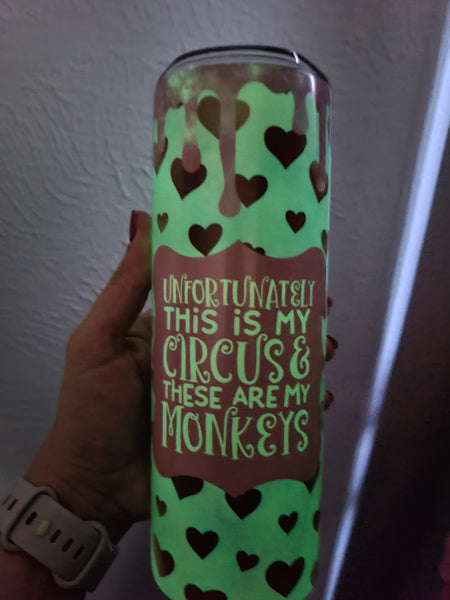 UNFORTUNATELY
THiS iS MY
CIRCUS &
THESE ARE MY
MONKEYS